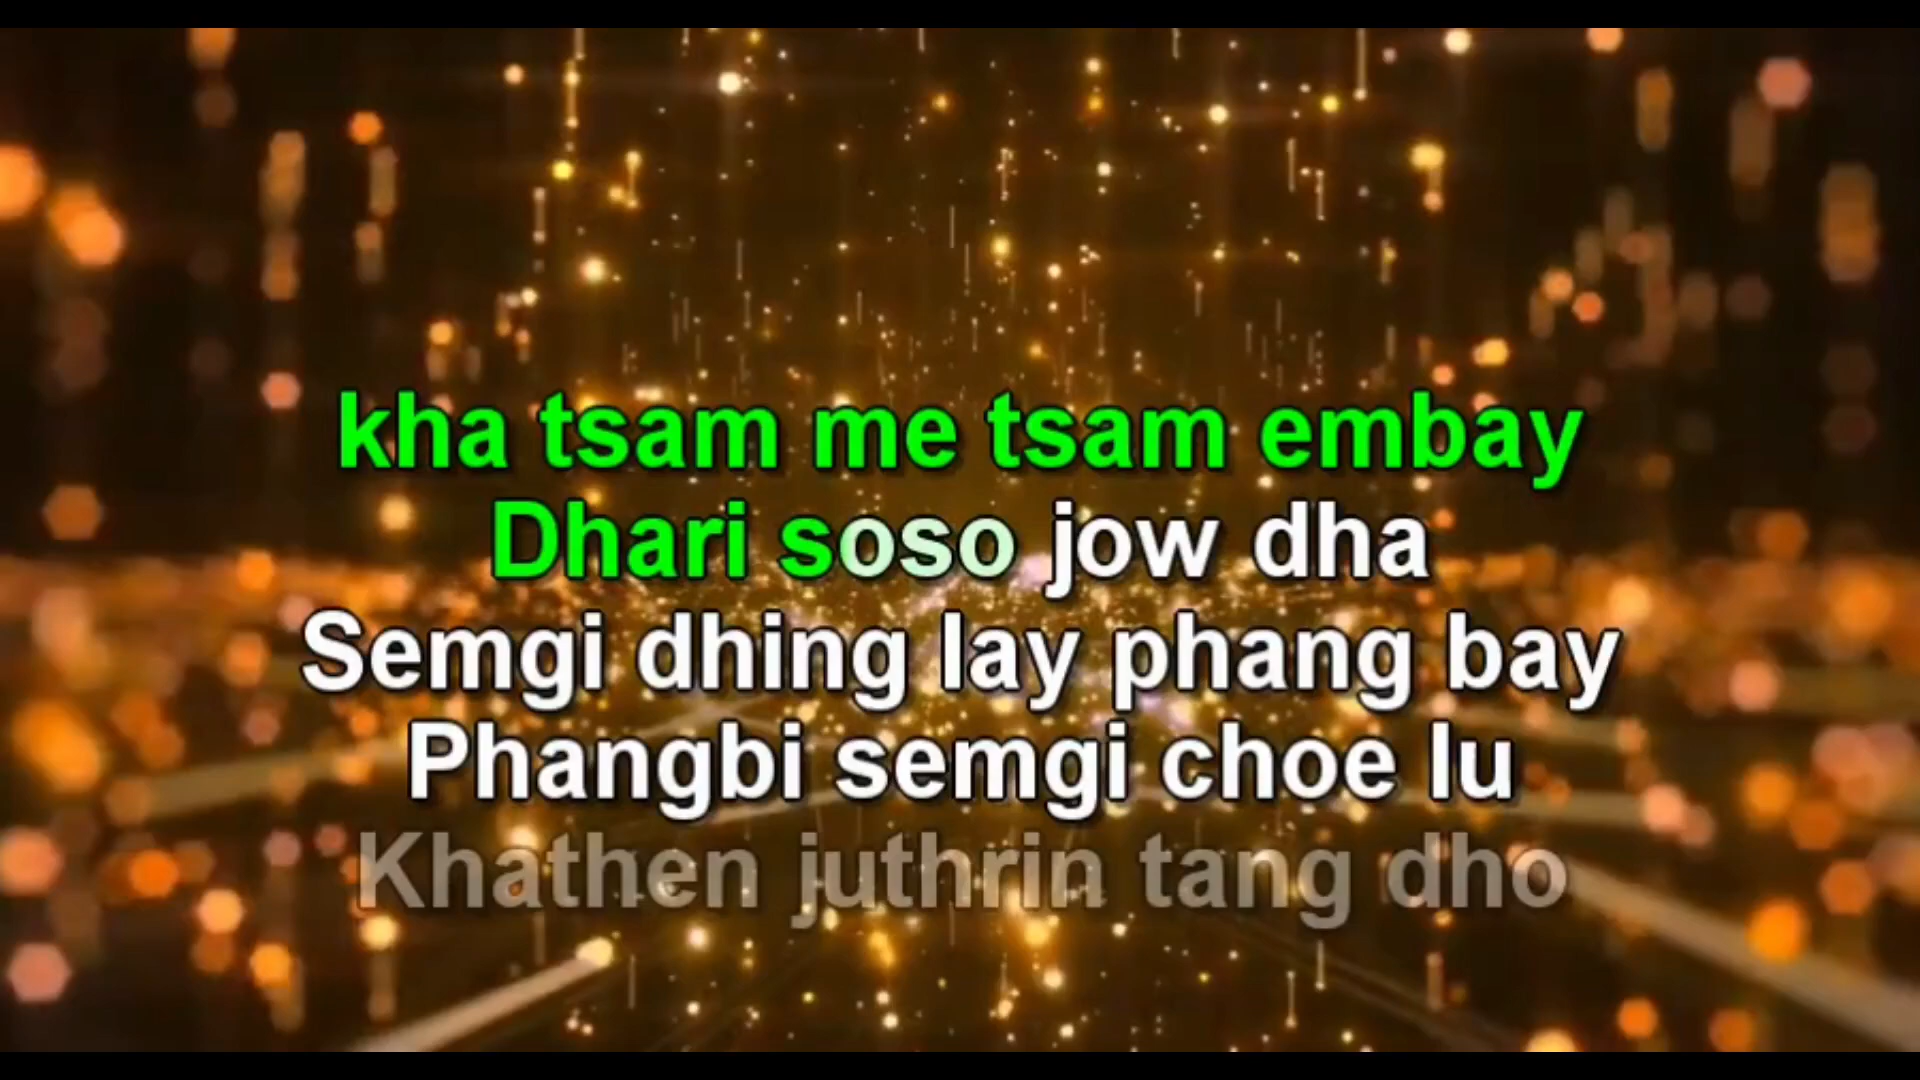 kha tsam me tsam embay
Dhari soso jow dha
Semgi dhing lay phang bay
Phangbi semgi choe lu
Khathen juthrin tang dho